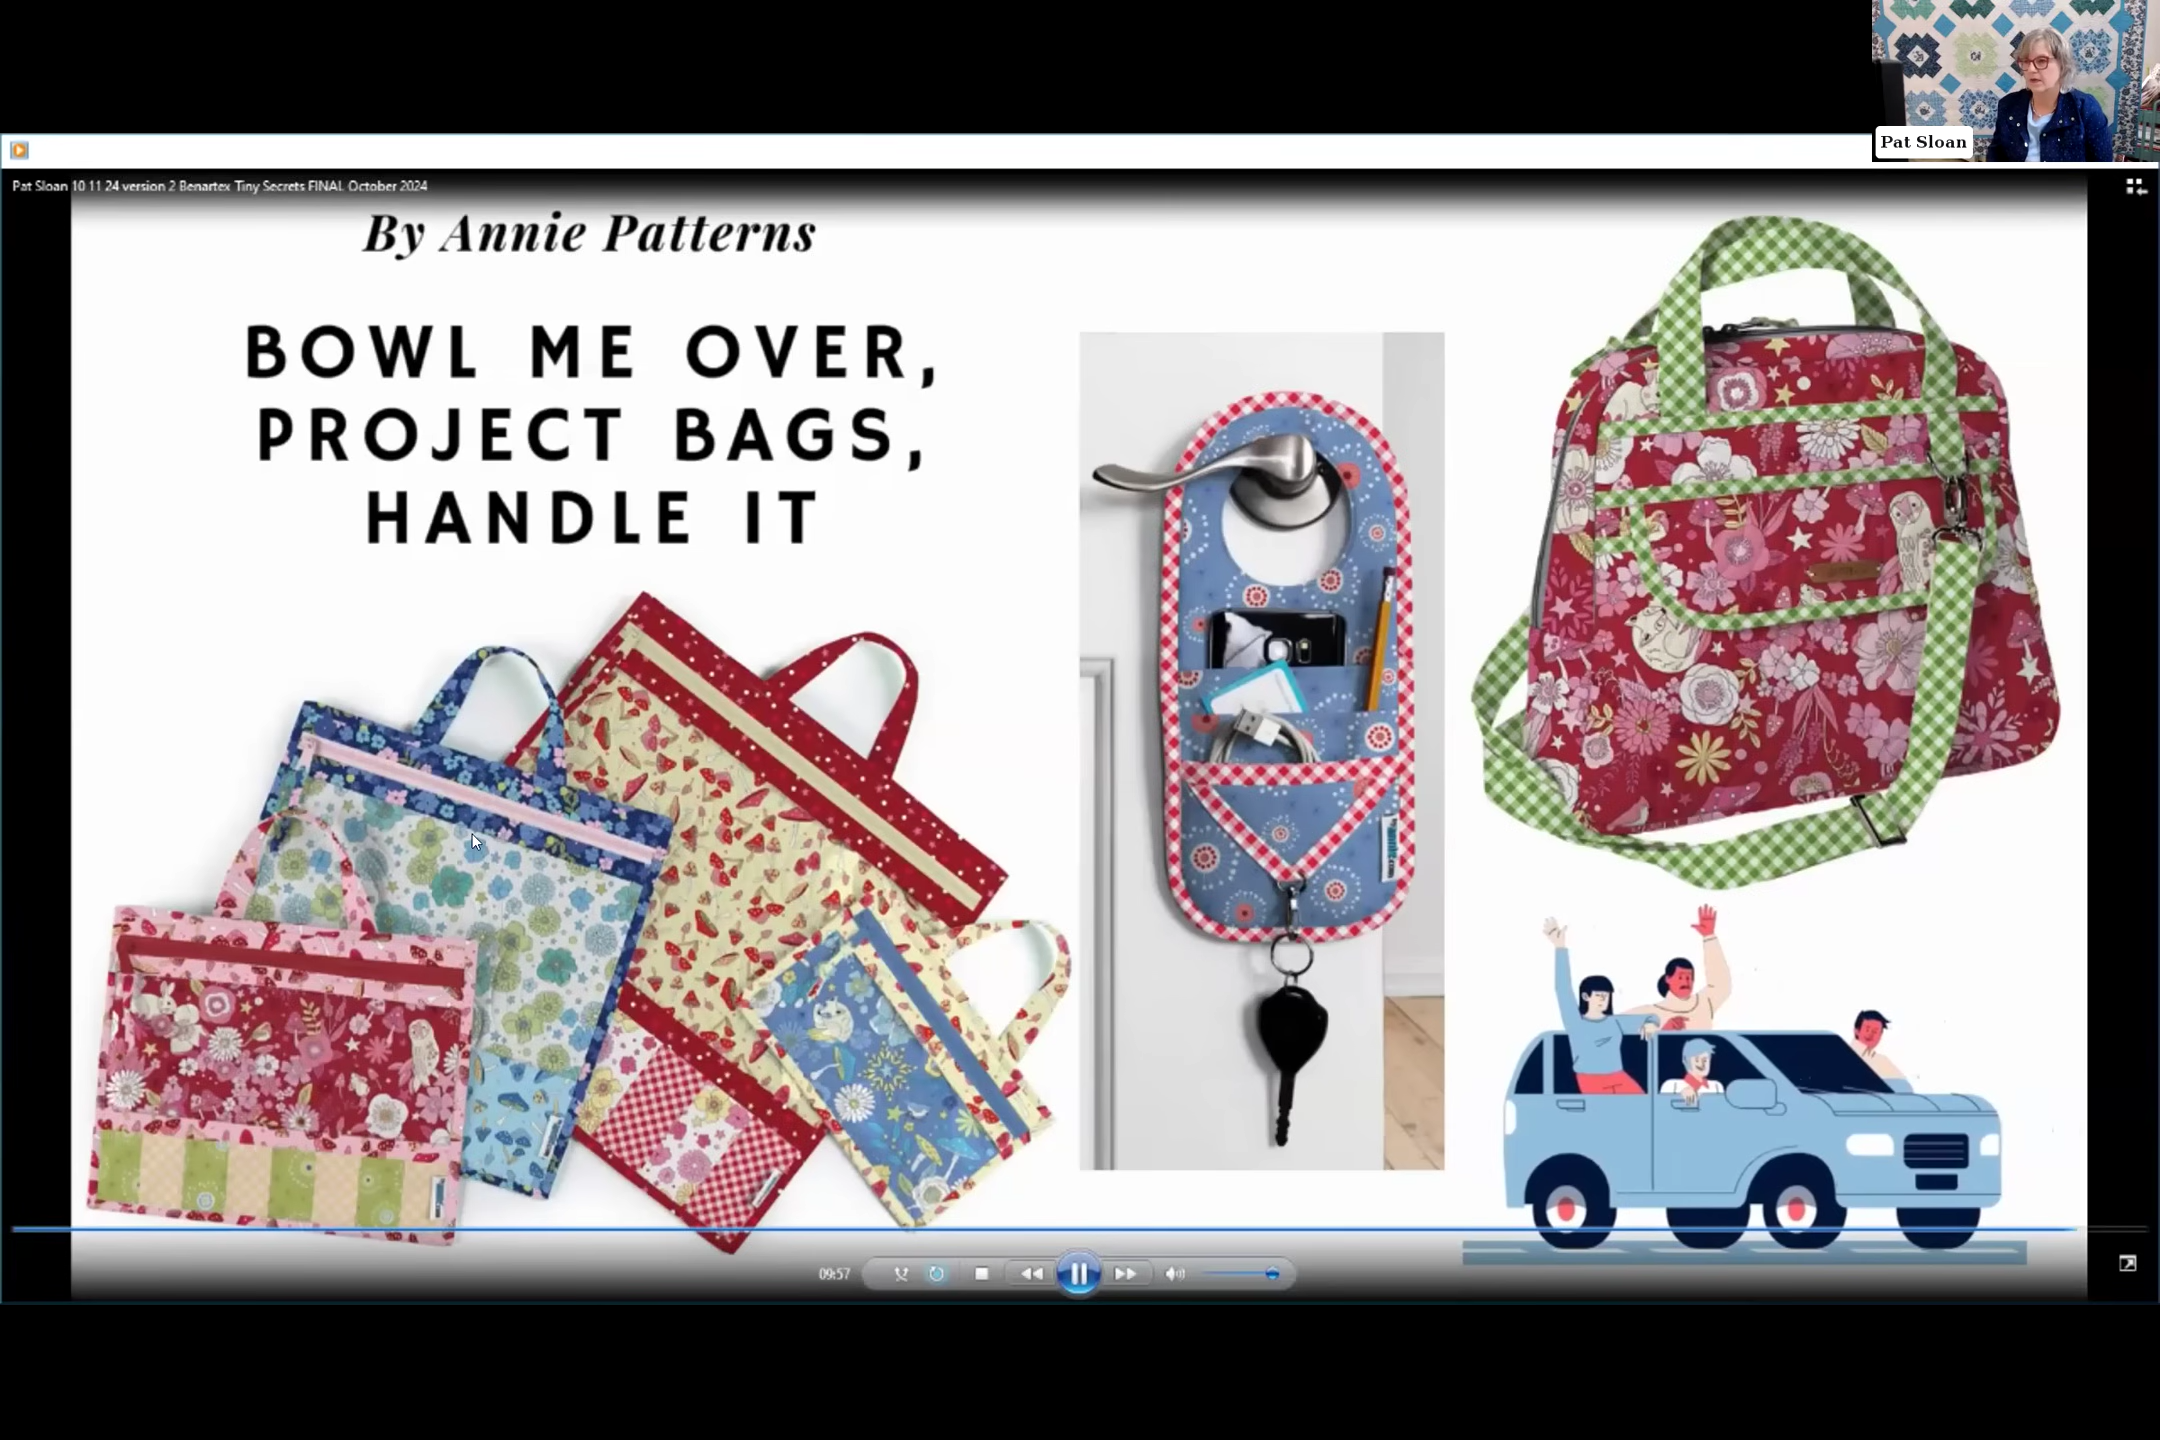 Pat Sloan
Pat Sloan 10 11 24 version 2 Benartex Tiny Secrets FINAL October 2024
By Annie Patterns
BOWL ME OVER,
PROJECT BAGS,
HANDLE IT
09:57